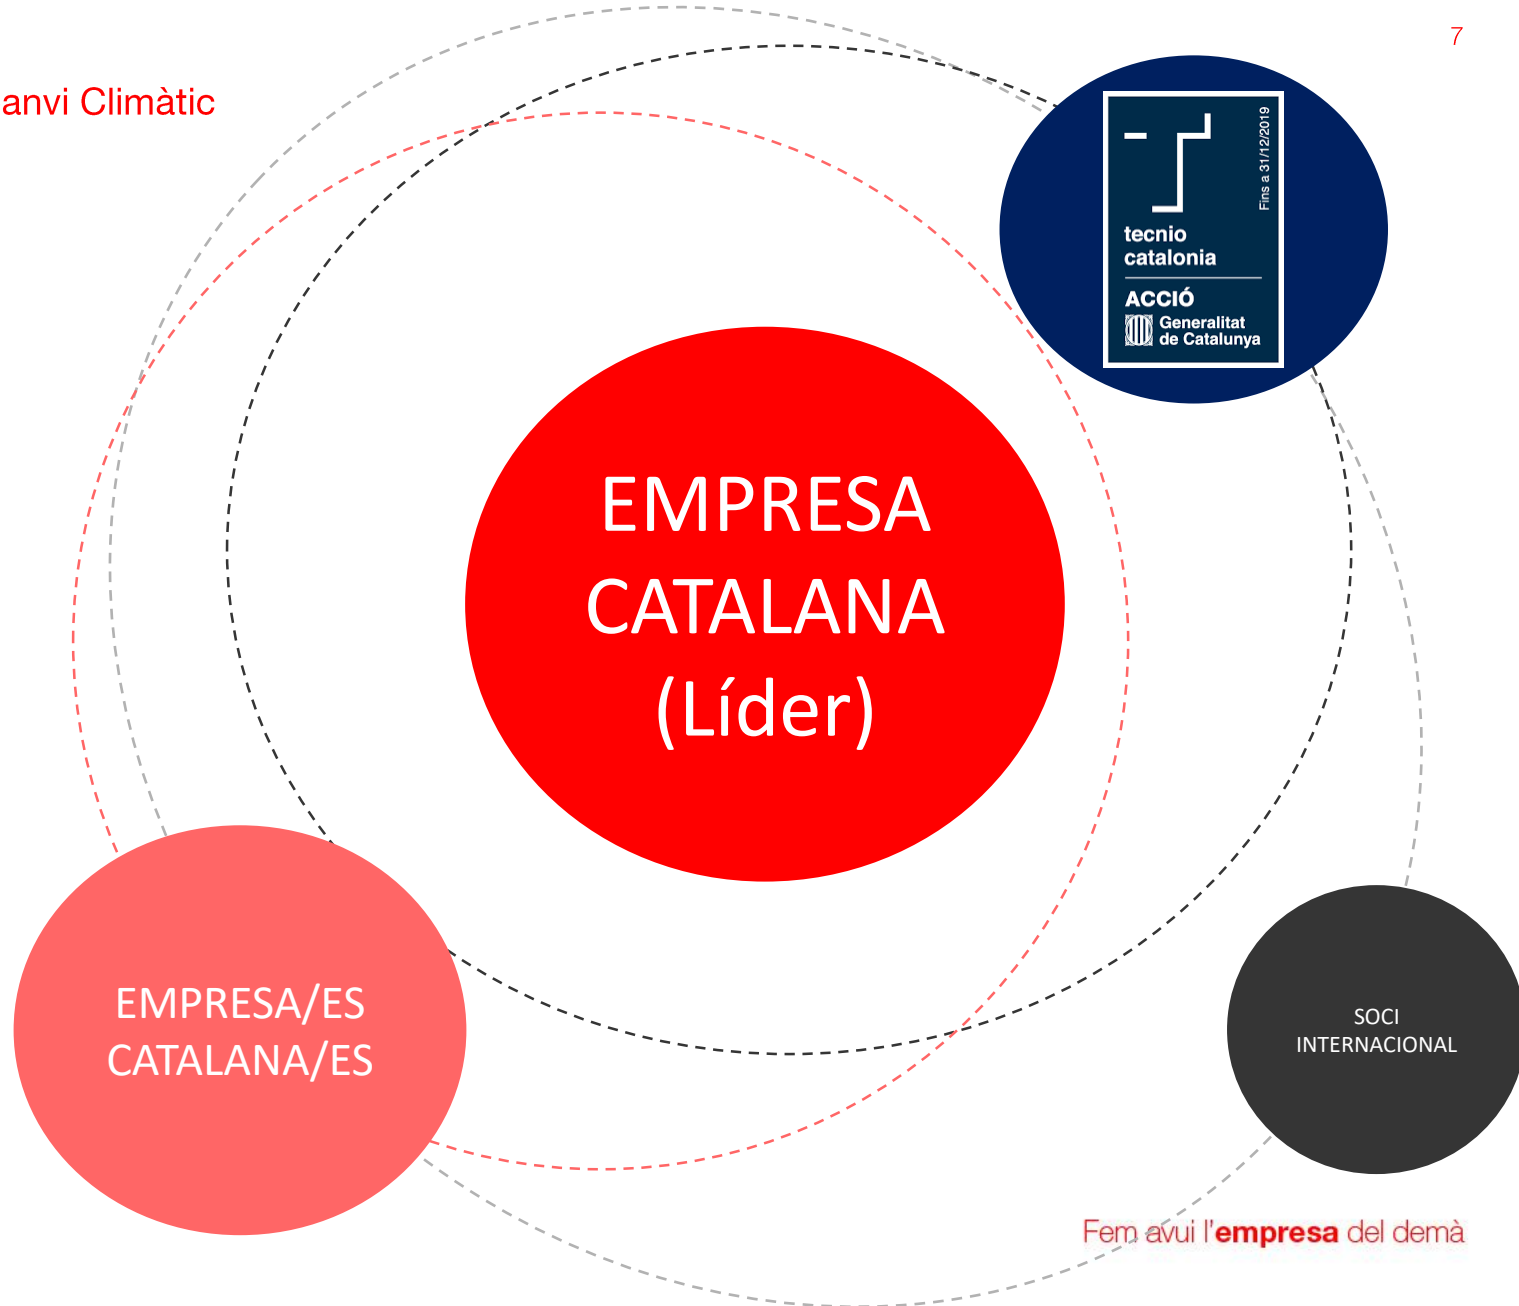 7
anvi Climàtic
Fins a 31/12/2019
tecnio
catalonia
ACCIÓ
Generalitat
de Catalunya
EMPRESA
CATALANA
(Líder)
EMPRESA/ES
CATALANA/ES
SOCI
INTERNACIONAL
Fem avui l'empresa del demà